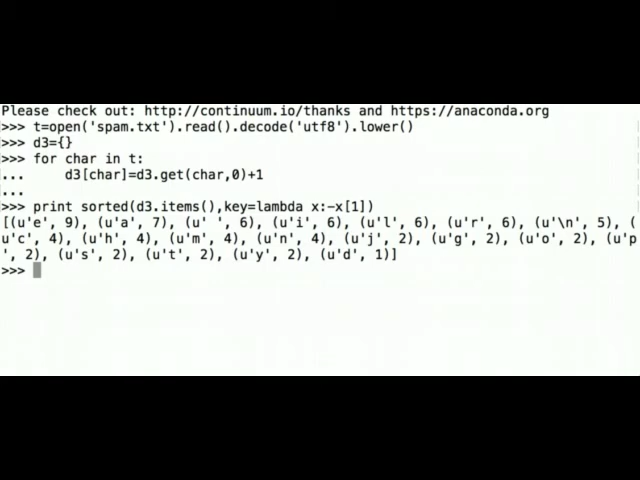 Please check out: http://continuum.io/thanks and https://anaconda.org
>>> t=open('spam.txt').read().decode('utf8').lower()
>>> d3={}
>>> for char in t:
...     d3[char]=d3.get(char,0)+1
...
>>> print sorted(d3.items(),key=lambda x:-x[1])
[(u'e', 9), (u'a', 7), (u' ', 6), (u'i', 6), (u'l', 6), (u'r', 6), (u'\n', 5), (
u'c', 4), (u'h', 4), (u'm', 4), (u'n', 4), (u'j', 2), (u'g', 2), (u'o', 2), (u'p
', 2), (u's', 2), (u't', 2), (u'y', 2), (u'd', 1)]
>>>